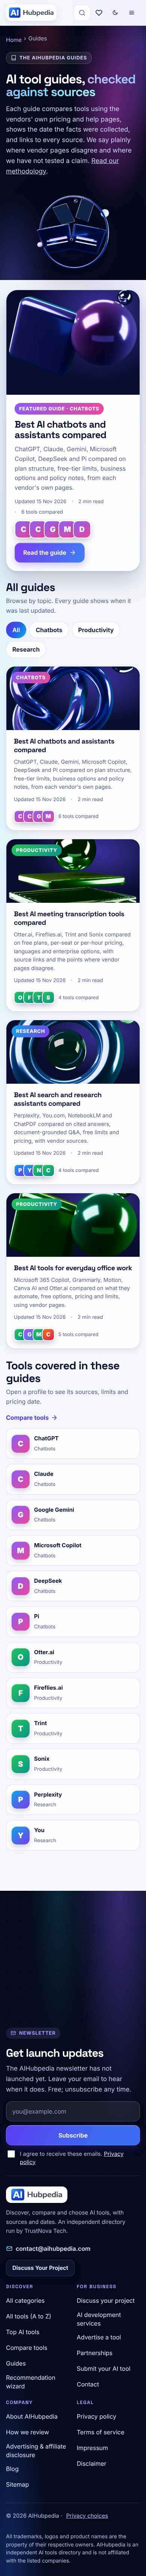 AI Hubpedia
Home > Guides
THE AIHUBPEDIA GUIDES
AI tool guides, checked
against sources
Each guide compares tools using the
vendors' own pricing and help pages,
and says what date the facts were
collected, and links every source. We say plainly
where vendor pages disagree and where
we have not tested a claim. Read our
methodology.
FEATURED GUIDE · CHATBOTS
Best AI chatbots and
assistants compared
ChatGPT, Claude, Gemini, Microsoft Copilot,
DeepSeek and Pi compared on plan
structure, free-tier limits, business options
and policy notes, from each vendor's
own pages.
Updated 15 Nov 2026 · 2 min read
· 6 tools compared
C C G M D
Read the guide →
All guides
Browse by topic. Every guide shows when it
was last updated.
All
Chatbots
Productivity
Research
CHATBOTS
Best AI chatbots and assistants
compared
ChatGPT, Claude, Gemini, Microsoft Copilot,
DeepSeek and Pi compared on plan structure, free-
tier limits, business options and policy
notes, from each vendor's own pages.
Updated 15 Nov 2026 · 2 min read
C C G M 6 tools compared
PRODUCTIVITY
Best AI meeting transcription tools
compared
Otter.ai, Fireflies.ai, Trint and Sonix compared
on free plans, per-seat or per-hour pricing,
languages and enterprise options, with
sources linked and the points where vendor
pages disagree.
Updated 15 Nov 2026 · 2 min read
O F T S 4 tools compared
RESEARCH
Best AI search and research
assistants compared
Perplexity, You.com, NotebookLM and
ChatPDF compared on cited answers,
document-grounded Q&A, free limits and
pricing, with vendor sources.
Updated 15 Nov 2026 · 2 min read
P Y N C 4 tools compared
PRODUCTIVITY
Best AI tools for everyday office work
Microsoft 365 Copilot, Grammarly, Motion,
Canva AI and Otter.ai compared on what they
automate, free options, pricing and limits,
using vendor pages.
Updated 15 Nov 2026 · 2 min read
C G M C 5 tools compared
Tools covered in these
guides
Open a profile to see its sources, limits and
pricing date.
Compare tools →
C
ChatGPT
Chatbots
C
Claude
Chatbots
G
Google Gemini
Chatbots
M
Microsoft Copilot
Chatbots
D
DeepSeek
Chatbots
P
Pi
Chatbots
O
Otter.ai
Productivity
F
Fireflies.ai
Productivity
T
Trint
Productivity
S
Sonix
Productivity
P
Perplexity
Research
Y
You
Research
NEWSLETTER
Get launch updates
The AIHubpedia newsletter has not
launched yet. Leave your email to hear
when it does. Free; unsubscribe any time.
you@example.com
Subscribe
I agree to receive these emails. Privacy
policy
AI Hubpedia
Discover, compare and choose AI tools, with
sources and dates. An independent directory
run by TrustNova Tech.
contact@aihubpedia.com
Discuss Your Project
DISCOVER
All categories
All tools (A to Z)
Top AI tools
Compare tools
Guides
Recommendation
wizard
FOR BUSINESS
Discuss your project
AI development
services
Advertise a tool
Partnerships
Submit your AI tool
Contact
COMPANY
About AIHubpedia
How we review
Advertising & affiliate
disclosure
Blog
Sitemap
LEGAL
Privacy policy
Terms of service
Impressum
Disclaimer
© 2026 AIHubpedia · Privacy choices
All trademarks, logos and product names are the
property of their respective owners. AIHubpedia is an
independent AI tools directory and is not affiliated
with the listed companies.